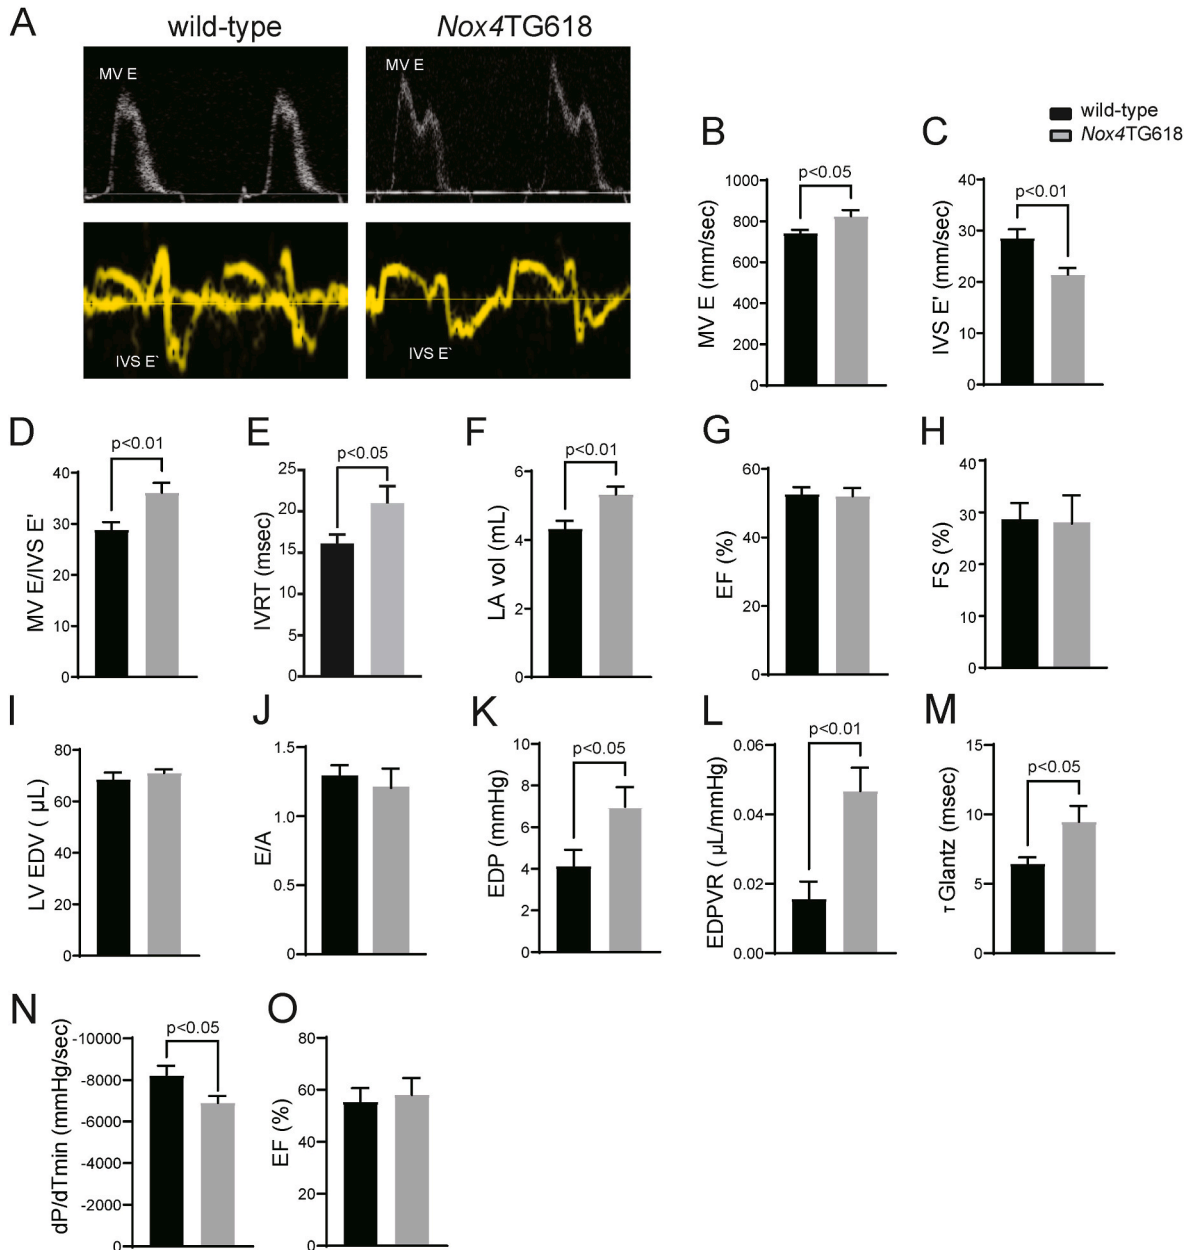 A
wild-type
Nox4TG618
MV E
MV E
IVS E`
IVS E`
wild-type
Nox4TG618
B
p<0.05
MV E (mm/sec)
1000
800
600
400
200
0
C
p<0.01
IVS E' (mm/sec)
40
30
20
10
0
D
p<0.01
MV E/IVS E'
40
30
20
10
0
E
p<0.05
IVRT (msec)
25
20
15
10
5
0
F
p<0.01
LA vol (mL)
6
4
2
0
G
EF (%)
60
40
20
0
H
FS (%)
40
30
20
10
0
I
LV EDV ( µL)
80
60
40
20
0
J
E/A
1.5
1.0
0.5
0
K
p<0.05
EDP (mmHg)
10
8
6
4
2
0
L
p<0.01
EDPVR ( µL/mmHg)
0.06
0.04
0.02
0.00
M
p<0.05
τ Glantz (msec)
15
10
5
0
N
p<0.05
dP/dTmin (mmHg/sec)
-10000
-8000
-6000
-4000
-2000
0
O
EF (%)
80
60
40
20
0